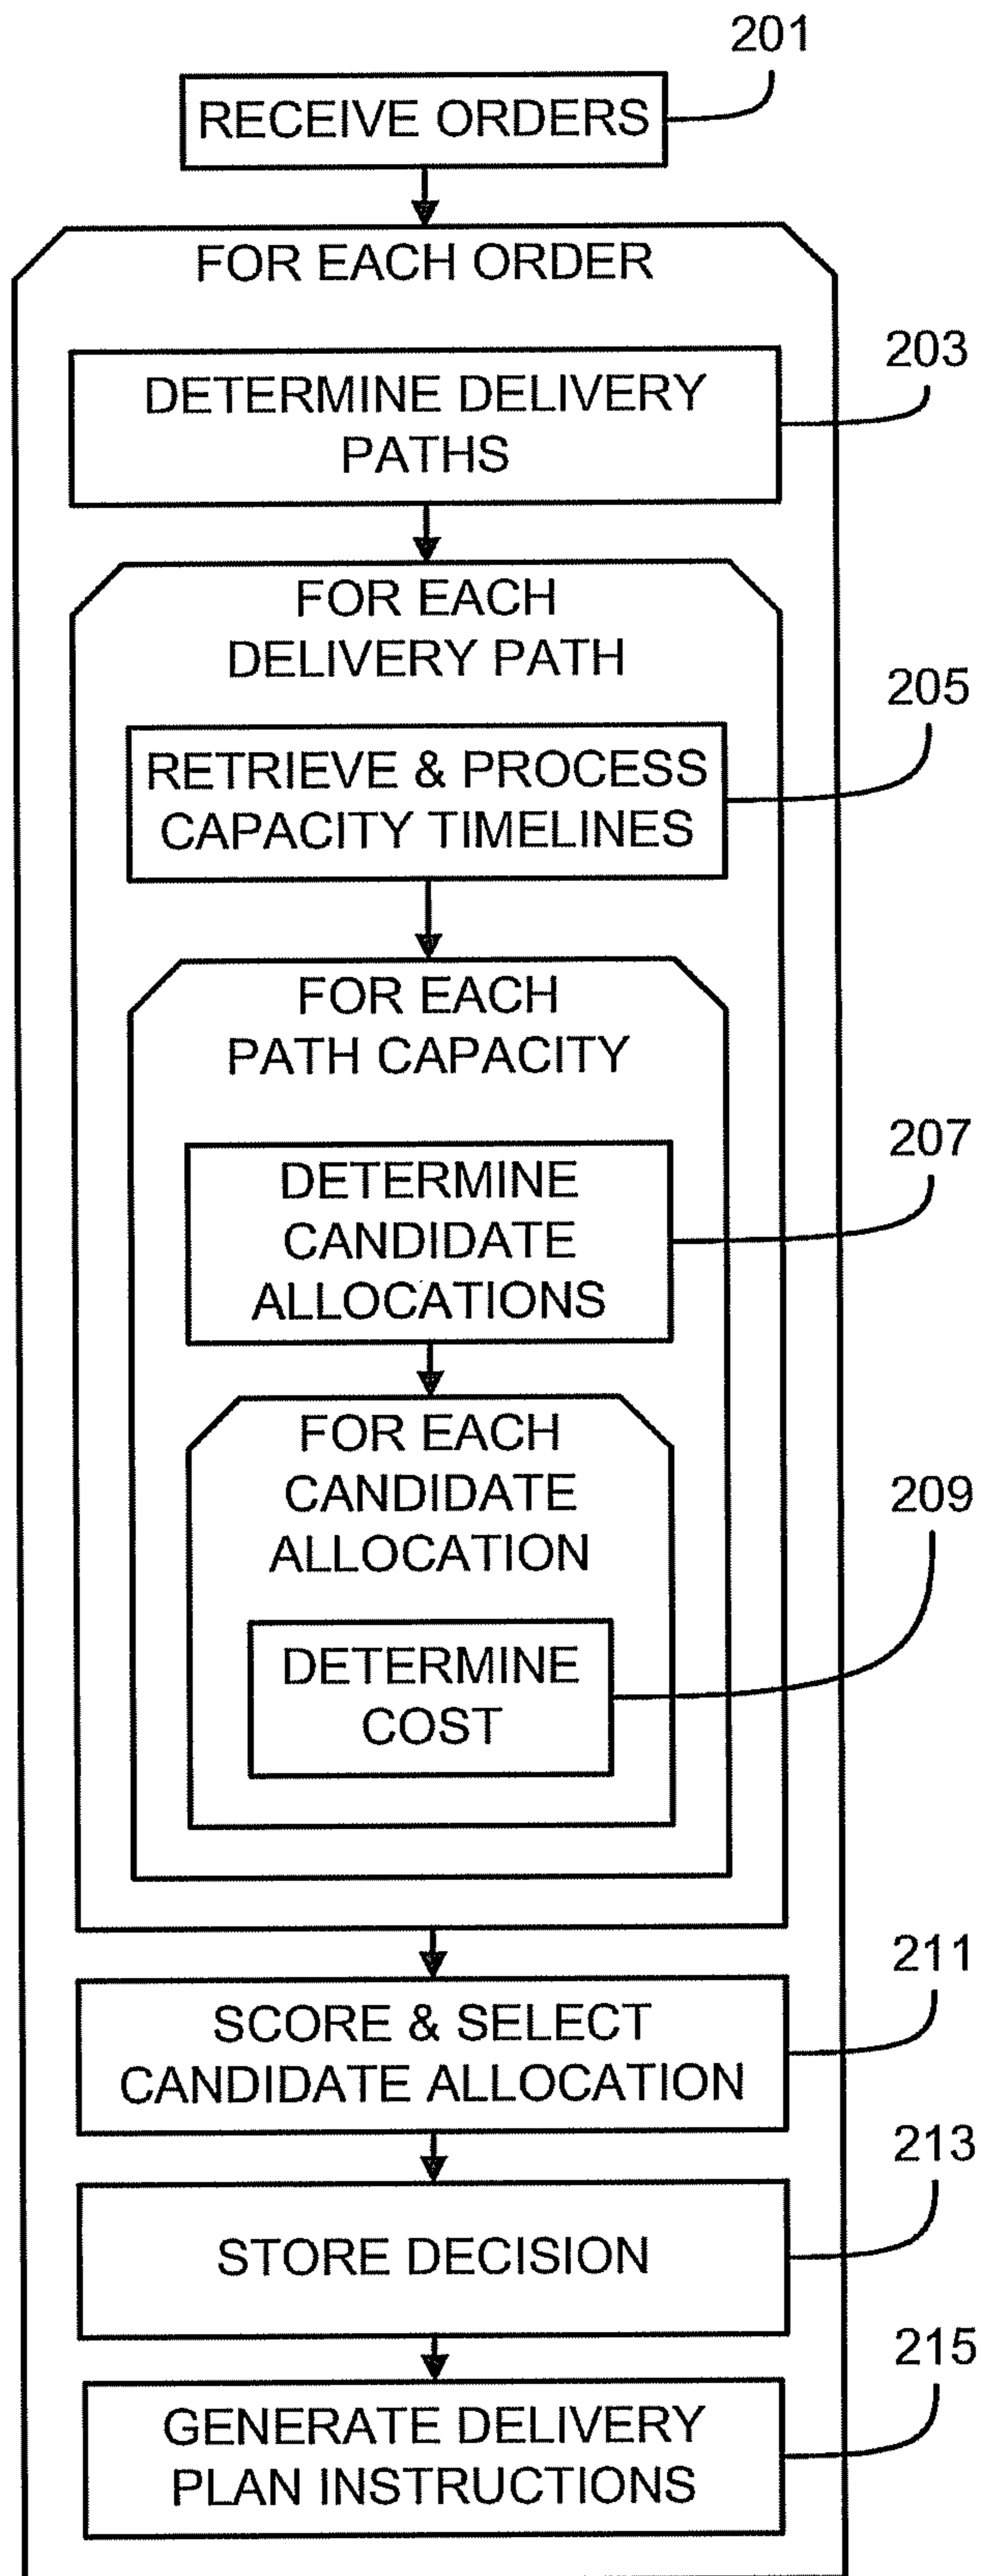 201
RECEIVE ORDERS
FOR EACH ORDER
203
DETERMINE DELIVERY
PATHS
FOR EACH
DELIVERY PATH
205
RETRIEVE & PROCESS
CAPACITY TIMELINES
FOR EACH
PATH CAPACITY
207
DETERMINE
CANDIDATE
ALLOCATIONS
FOR EACH
CANDIDATE
ALLOCATION
209
DETERMINE
COST
211
SCORE & SELECT
CANDIDATE ALLOCATION
213
STORE DECISION
215
GENERATE DELIVERY
PLAN INSTRUCTIONS